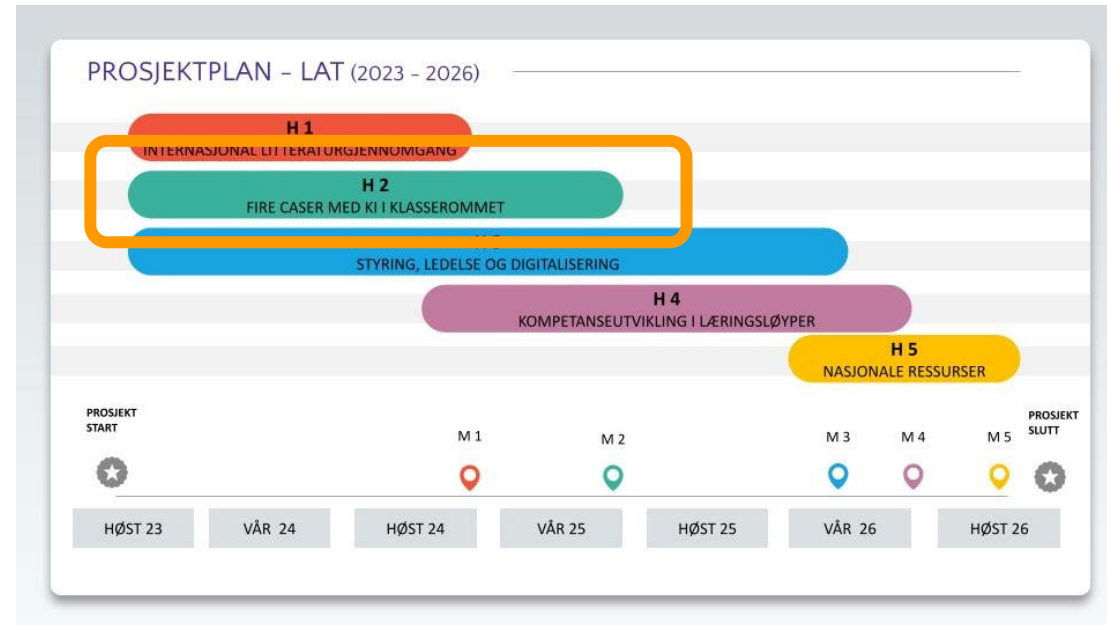 PROSJEKTPLAN – LAT (2023 – 2026)
H 1
INTERNASJONAL LITTERATURGJENNOMGANG
H 2
FIRE CASER MED KI I KLASSEROMMET
STYRING, LEDELSE OG DIGITALISERING
H 4
KOMPETANSEUTVIKLING I LÆRINGSLØYPER
H 5
NASJONALE RESSURSER
PROSJEKT
START
M 1
M 2
M 3
M 4
M 5
PROSJEKT
SLUTT
HØST 23
VÅR 24
HØST 24
VÅR 25
HØST 25
VÅR 26
HØST 26